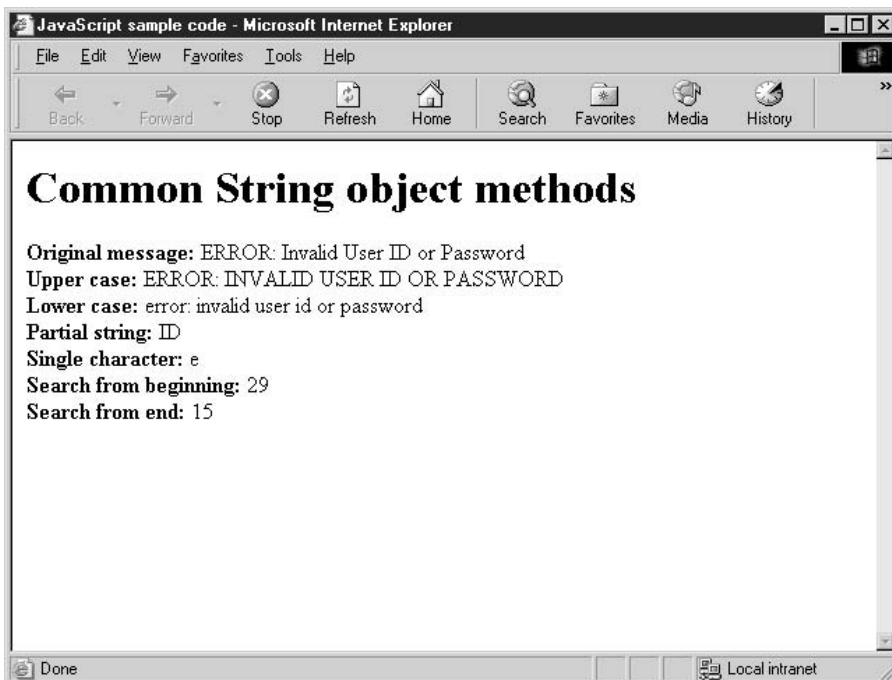 JavaScript sample code - Microsoft Internet Explorer
File Edit View Favorites Tools Help
Back Forward Stop Refresh Home Search Favorites Media History »
Common String object methods
Original message: ERROR: Invalid User ID or Password
Upper case: ERROR: INVALID USER ID OR PASSWORD
Lower case: error: invalid user id or password
Partial string: ID
Single character: e
Search from beginning: 29
Search from end: 15
Done Local intranet